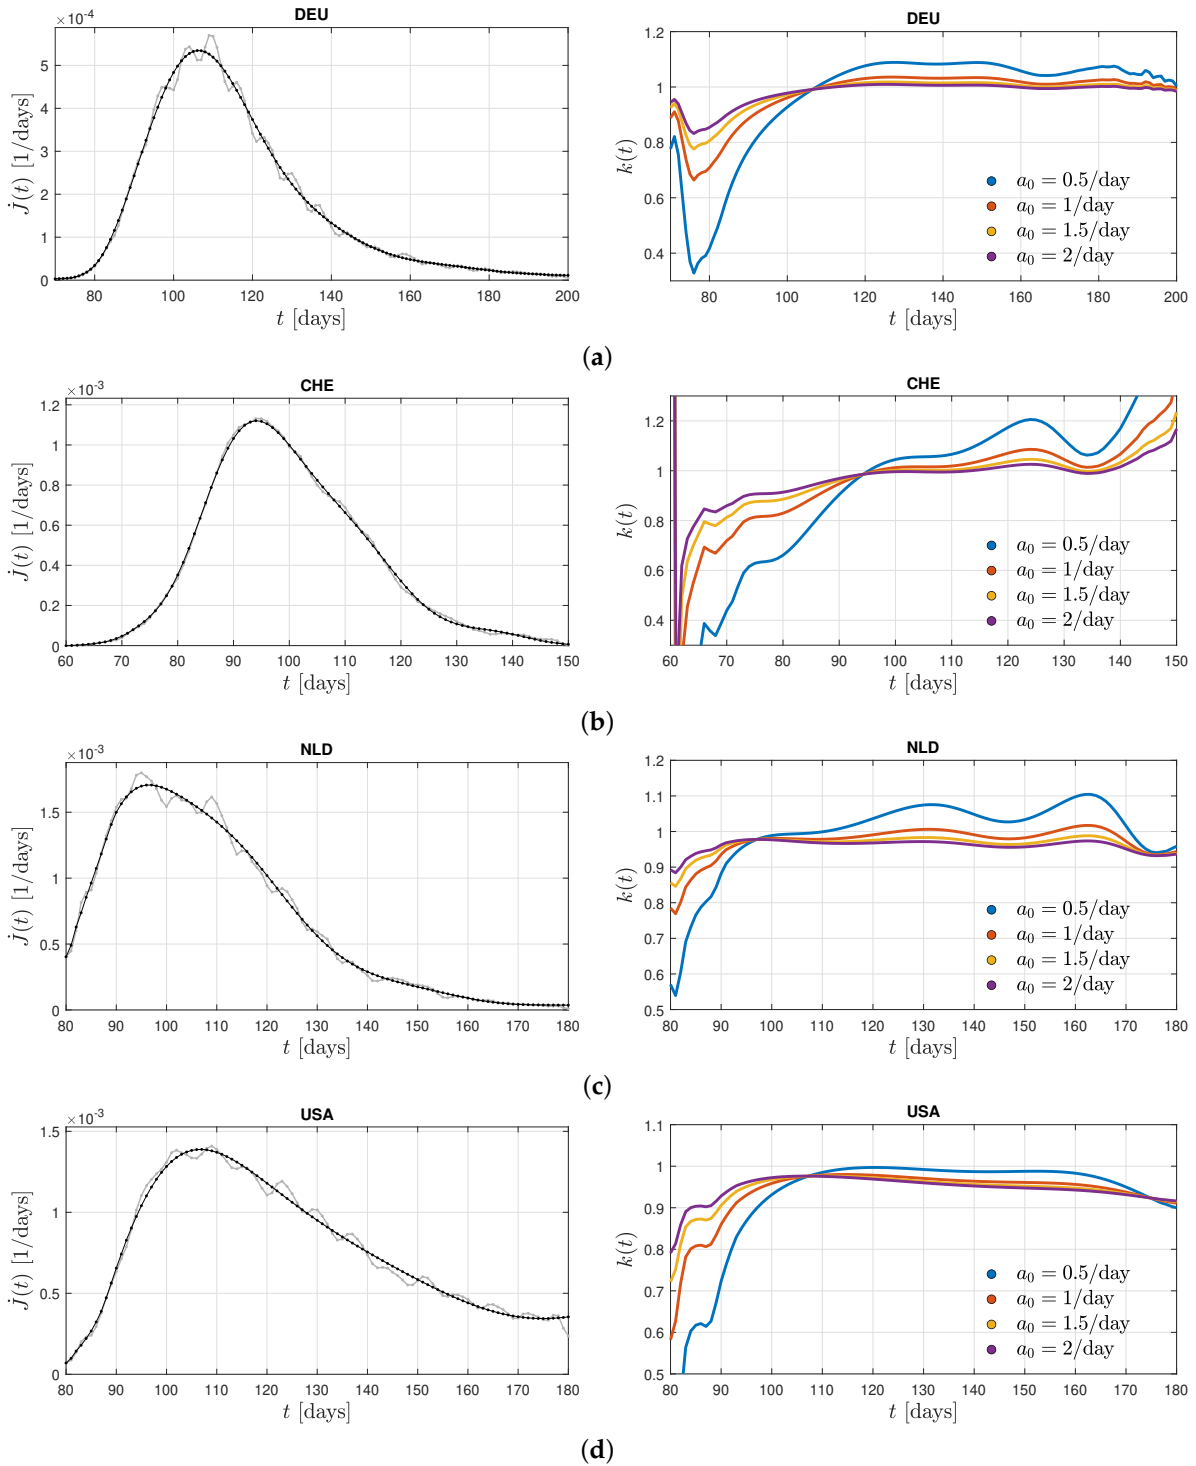 DEU
×10⁻⁴
5
4
3
2
1
0
J̇(t) [1/days]
80 100 120 140 160 180 200
t [days]
DEU
1.2
1
0.8
0.6
0.4
k(t)
a₀ = 0.5/day
a₀ = 1/day
a₀ = 1.5/day
a₀ = 2/day
80 100 120 140 160 180 200
t [days]
(a)
CHE
×10⁻³
1.2
1
0.8
0.6
0.4
0.2
0
J̇(t) [1/days]
60 70 80 90 100 110 120 130 140 150
t [days]
CHE
1.2
1
0.8
0.6
0.4
k(t)
a₀ = 0.5/day
a₀ = 1/day
a₀ = 1.5/day
a₀ = 2/day
60 70 80 90 100 110 120 130 140 150
t [days]
(b)
NLD
×10⁻³
1.5
1
0.5
0
J̇(t) [1/days]
80 90 100 110 120 130 140 150 160 170 180
t [days]
NLD
1.2
1.1
1
0.9
0.8
0.7
0.6
0.5
k(t)
a₀ = 0.5/day
a₀ = 1/day
a₀ = 1.5/day
a₀ = 2/day
80 90 100 110 120 130 140 150 160 170 180
t [days]
(c)
USA
×10⁻³
1.5
1
0.5
0
J̇(t) [1/days]
80 90 100 110 120 130 140 150 160 170 180
t [days]
USA
1.1
1
0.9
0.8
0.7
0.6
0.5
k(t)
a₀ = 0.5/day
a₀ = 1/day
a₀ = 1.5/day
a₀ = 2/day
80 90 100 110 120 130 140 150 160 170 180
t [days]
(d)